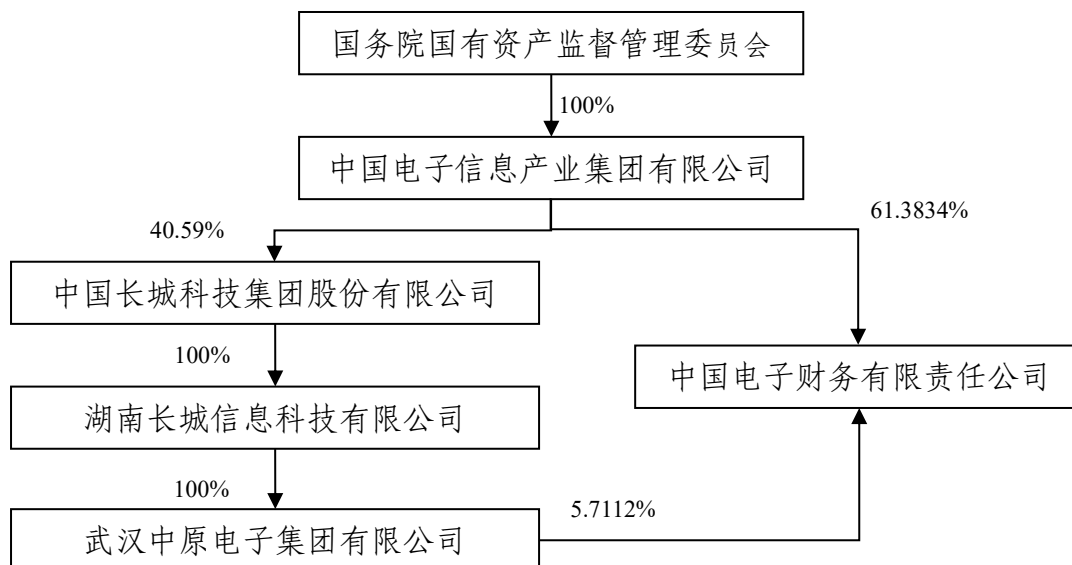 国务院国有资产监督管理委员会
100%
中国电子信息产业集团有限公司
40.59%
61.3834%
中国长城科技集团股份有限公司
100%
中国电子财务有限责任公司
湖南长城信息科技有限公司
100%
5.7112%
武汉中原电子集团有限公司